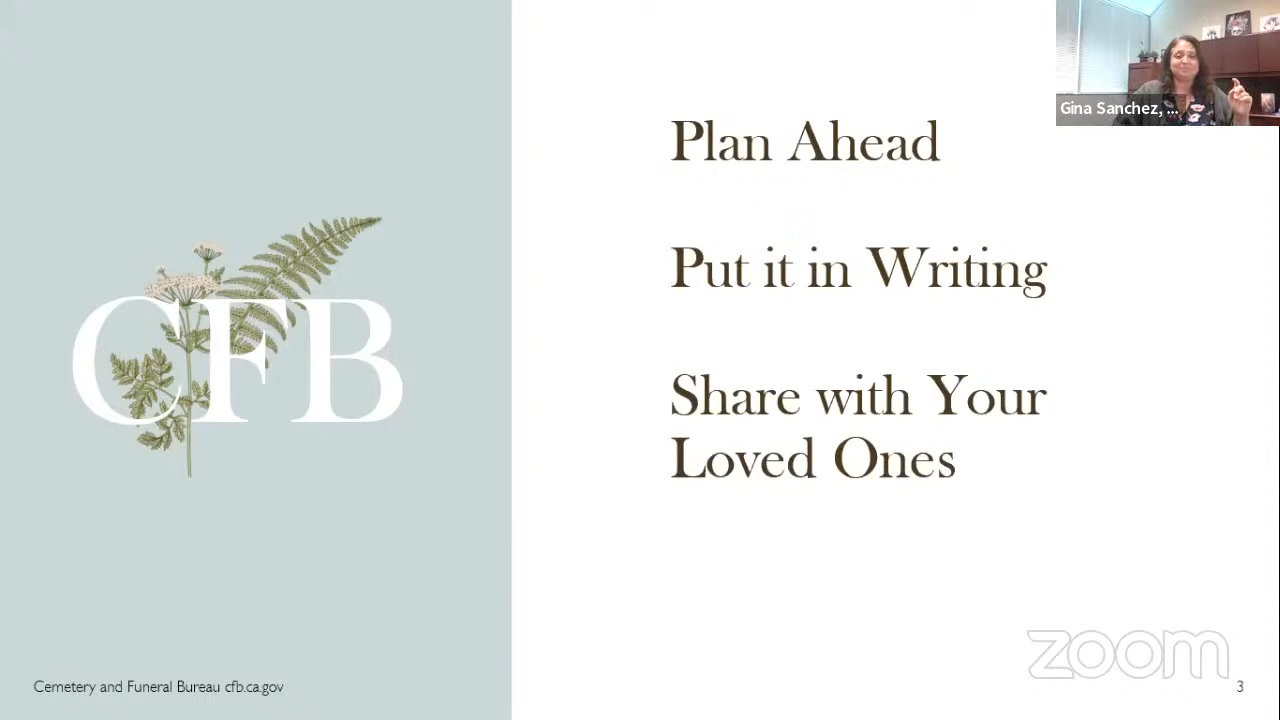 Gina Sanchez, ...
Plan Ahead
Put it in Writing
Share with Your
Loved Ones
CFB
Cemetery and Funeral Bureau cfb.ca.gov
zoom
3